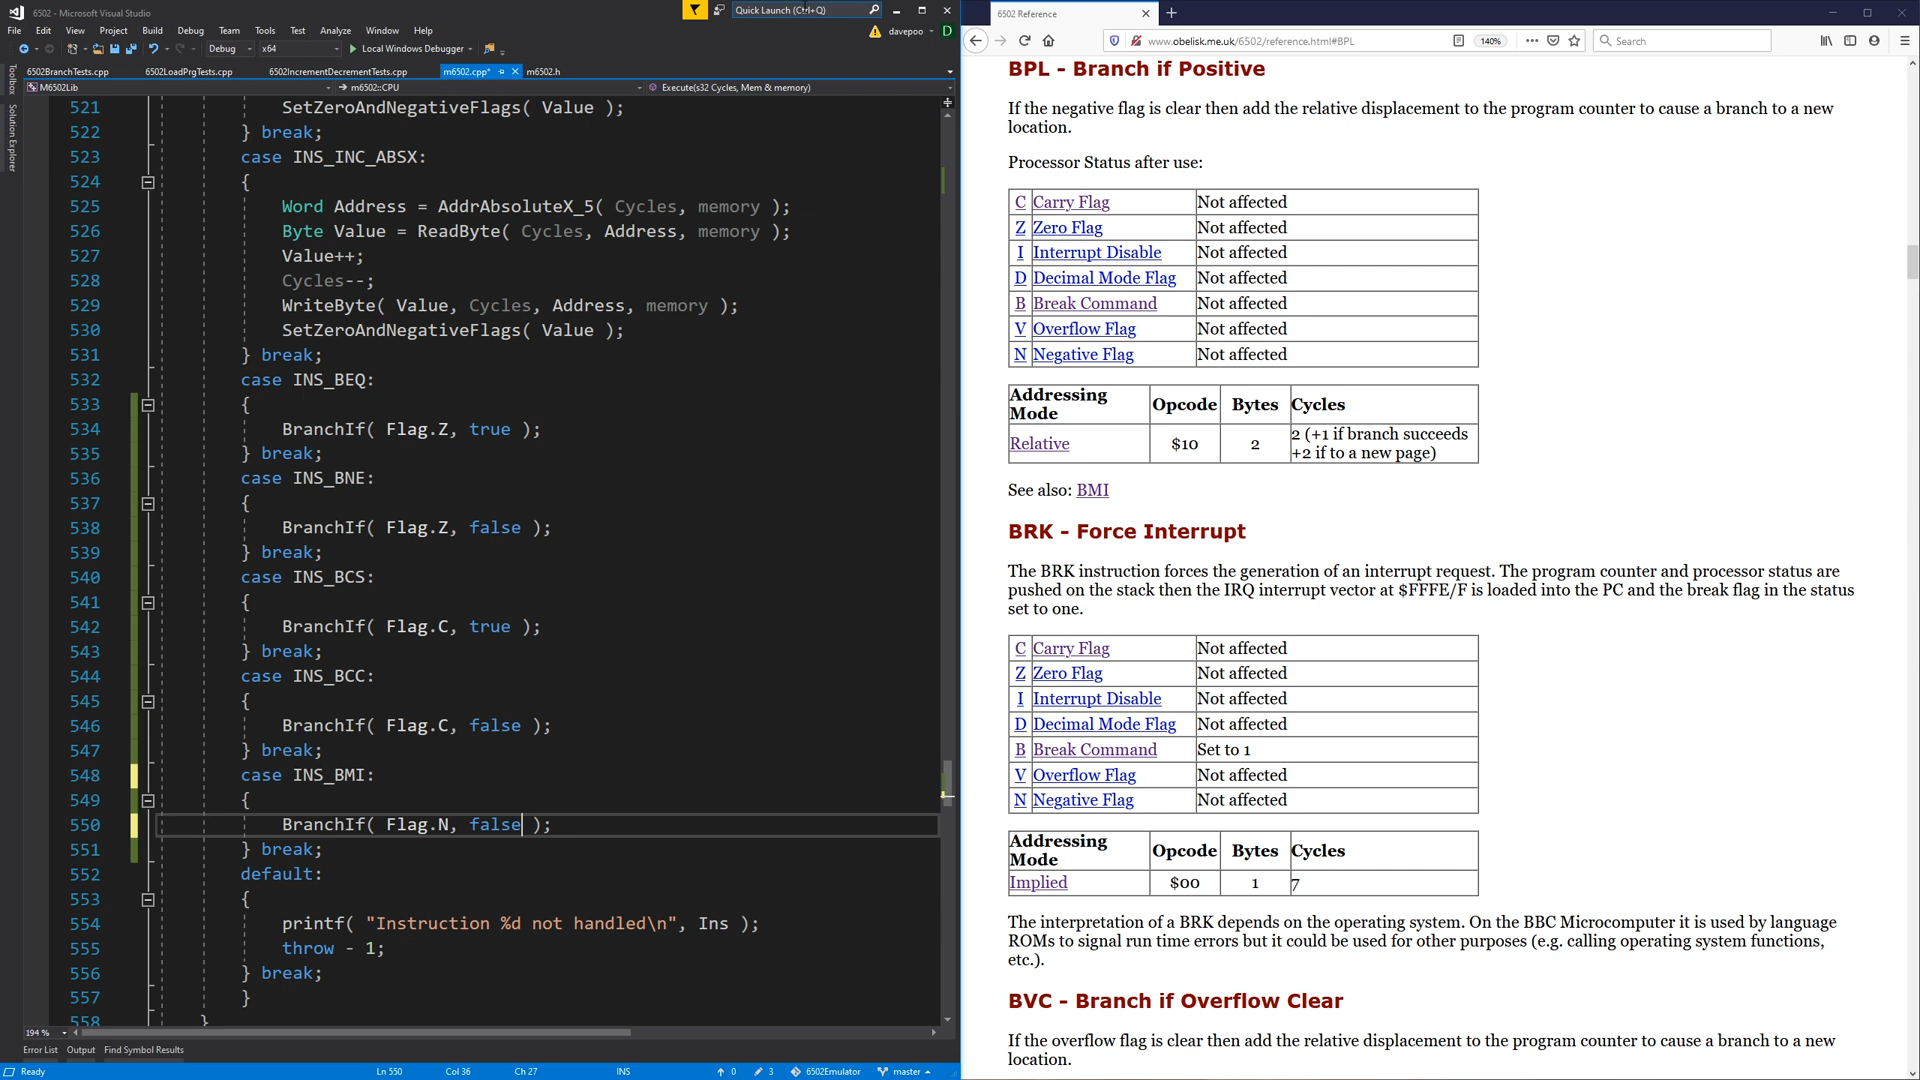 6502 - Microsoft Visual Studio
Quick Launch (Ctrl+Q)
File Edit View Project Build Debug Team Tools Test Analyze Window Help
davepoo D
Debug x64 Local Windows Debugger
Toolbox
Solution Explorer
6502BranchTests.cpp 6502LoadPrgTests.cpp 6502IncrementDecrementTests.cpp m6502.cpp* m6502.h
M6502Lib m6502::CPU Execute(s32 Cycles, Mem & memory)
521 SetZeroAndNegativeFlags( Value );
522 } break;
523 case INS_INC_ABSX:
524 {
525 Word Address = AddrAbsoluteX_5( Cycles, memory );
526 Byte Value = ReadByte( Cycles, Address, memory );
527 Value++;
528 Cycles--;
529 WriteByte( Value, Cycles, Address, memory );
530 SetZeroAndNegativeFlags( Value );
531 } break;
532 case INS_BEQ:
533 {
534 BranchIf( Flag.Z, true );
535 } break;
536 case INS_BNE:
537 {
538 BranchIf( Flag.Z, false );
539 } break;
540 case INS_BCS:
541 {
542 BranchIf( Flag.C, true );
543 } break;
544 case INS_BCC:
545 {
546 BranchIf( Flag.C, false );
547 } break;
548 case INS_BMI:
549 {
550 BranchIf( Flag.N, false );
551 } break;
552 default:
553 {
554 printf( "Instruction %d not handled\n", Ins );
555 throw - 1;
556 } break;
557 }
558 }
194 %
Error List Output Find Symbol Results
Ready Ln 550 Col 36 Ch 27 INS 0 3 6502Emulator master
6502 Reference
www.obelisk.me.uk/6502/reference.html#BPL 140% Search
BPL - Branch if Positive
If the negative flag is clear then add the relative displacement to the program counter to cause a branch to a new
location.
Processor Status after use:
C Carry Flag Not affected
Z Zero Flag Not affected
I Interrupt Disable Not affected
D Decimal Mode Flag Not affected
B Break Command Not affected
V Overflow Flag Not affected
N Negative Flag Not affected
Addressing Mode Opcode Bytes Cycles
Relative $10 2 2 (+1 if branch succeeds
+2 if to a new page)
See also: BMI
BRK - Force Interrupt
The BRK instruction forces the generation of an interrupt request. The program counter and processor status are
pushed on the stack then the IRQ interrupt vector at $FFFE/F is loaded into the PC and the break flag in the status
set to one.
C Carry Flag Not affected
Z Zero Flag Not affected
I Interrupt Disable Not affected
D Decimal Mode Flag Not affected
B Break Command Set to 1
V Overflow Flag Not affected
N Negative Flag Not affected
Addressing Mode Opcode Bytes Cycles
Implied $00 1 7
The interpretation of a BRK depends on the operating system. On the BBC Microcomputer it is used by language
ROMs to signal run time errors but it could be used for other purposes (e.g. calling operating system functions,
etc.).
BVC - Branch if Overflow Clear
If the overflow flag is clear then add the relative displacement to the program counter to cause a branch to a new
location.